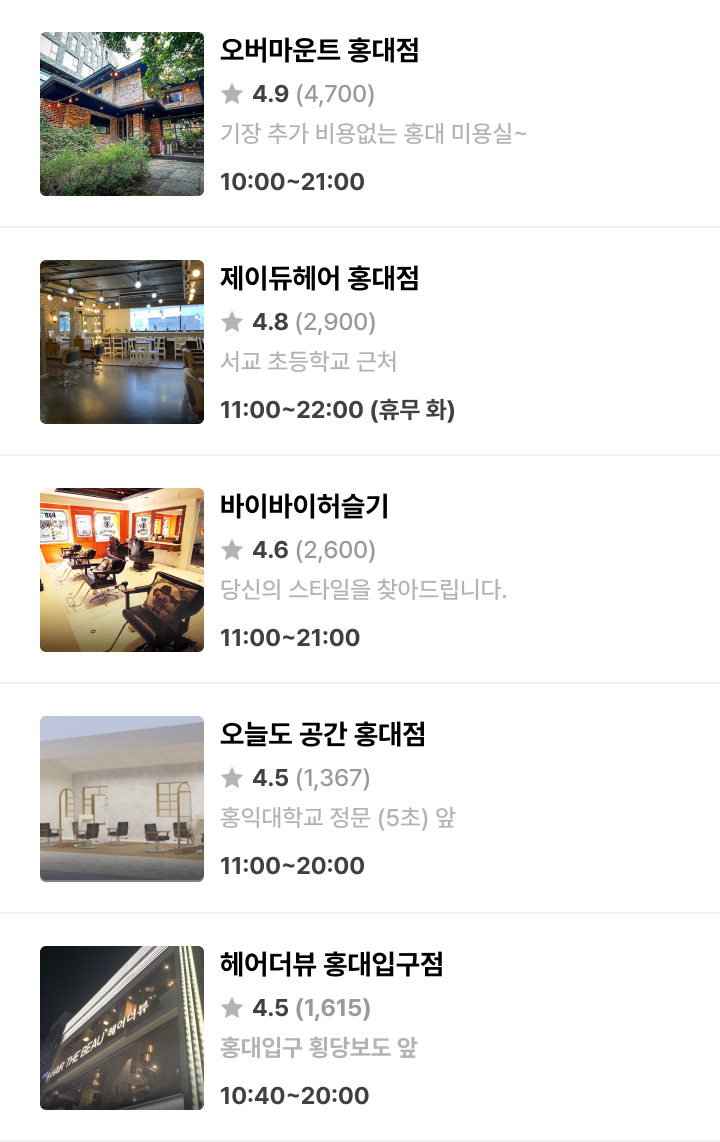 오버마운트 홍대점
4.9 (4,700)
기장 추가 비용없는 홍대 미용실~
10:00~21:00
제이듀헤어 홍대점
4.8 (2,900)
서교 초등학교 근처
11:00~22:00 (휴무 화)
바이바이허슬기
4.6 (2,600)
당신의 스타일을 찾아드립니다.
11:00~21:00
오늘도 공간 홍대점
4.5 (1,367)
홍익대학교 정문 (5초) 앞
11:00~20:00
헤어더뷰 홍대입구점
4.5 (1,615)
홍대입구 횡당보도 앞
10:40~20:00
HAIR THE BEAU 헤어더뷰